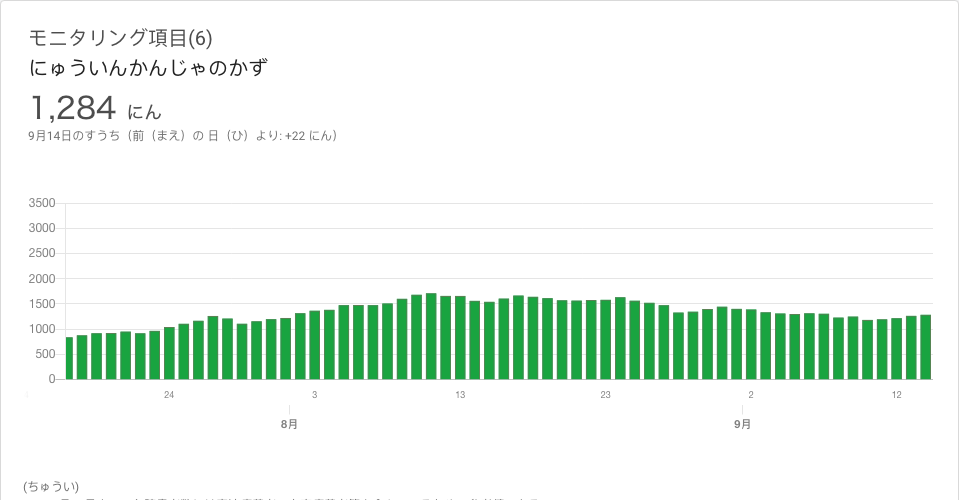 モニタリング項目(6)
にゅういんかんじゃのかず
1,284 にん
9月14日のすうち（前（まえ）の 日（ひ）より: +22 にん）
3500
3000
2500
2000
1500
1000
500
0
24 3 13 23 2 12
8月 9月
(ちゅうい)